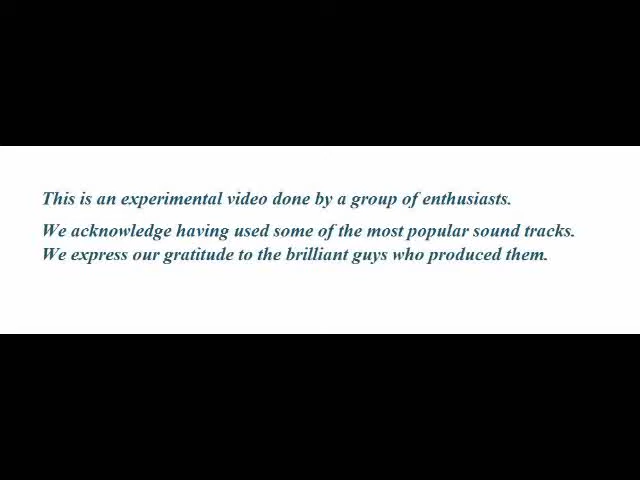 This is an experimental video done by a group of enthusiasts.
We acknowledge having used some of the most popular sound tracks.
We express our gratitude to the brilliant guys who produced them.